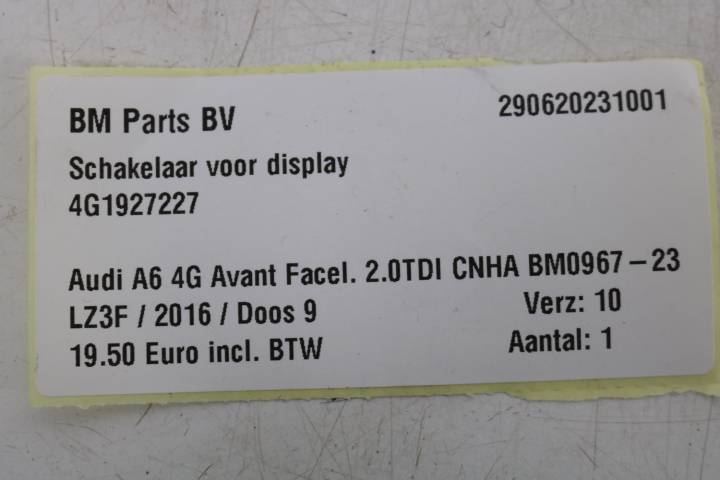 BM Parts BV 290620231001
Schakelaar voor display
4G1927227
Audi A6 4G Avant Facel. 2.0TDI CNHA BM0967-23
LZ3F / 2016 / Doos 9 Verz: 10
19.50 Euro incl. BTW Aantal: 1